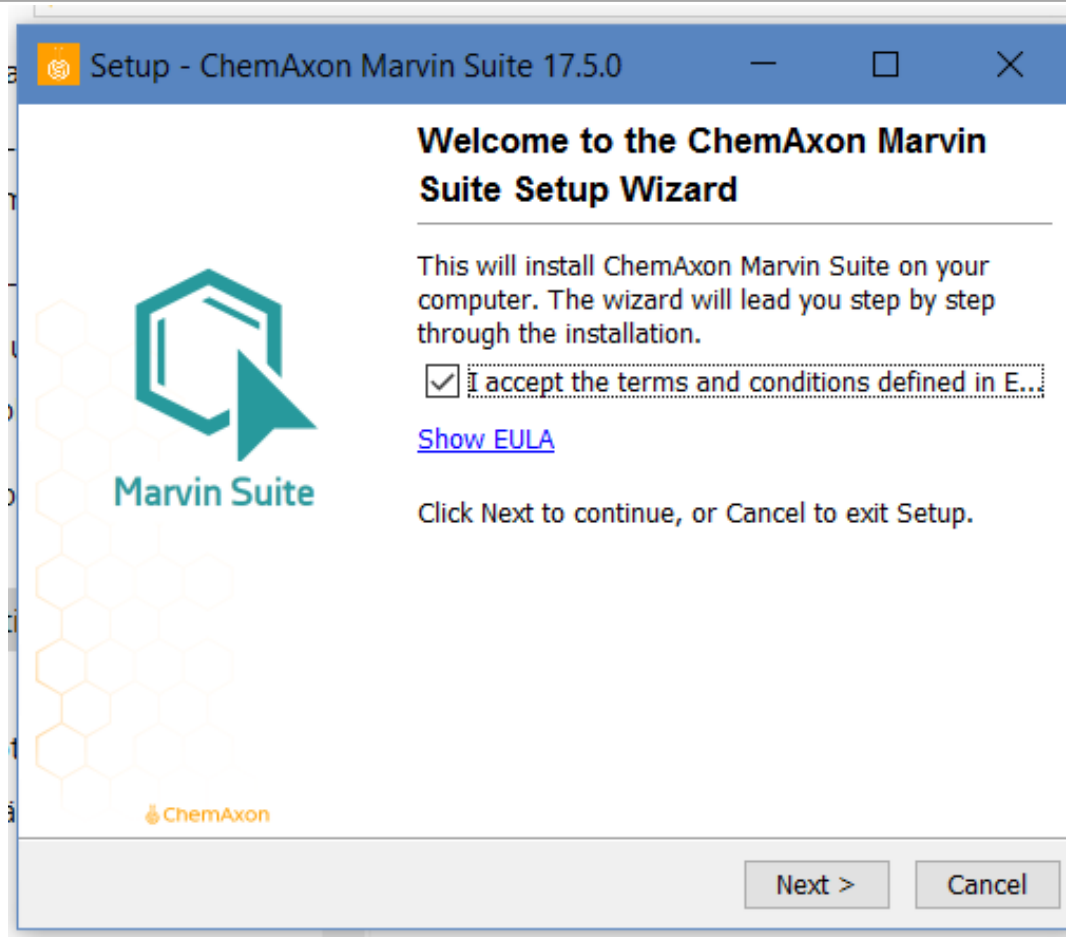 Setup - ChemAxon Marvin Suite 17.5.0
Welcome to the ChemAxon Marvin
Suite Setup Wizard
This will install ChemAxon Marvin Suite on your
computer. The wizard will lead you step by step
through the installation.
I accept the terms and conditions defined in E...
Show EULA
Marvin Suite
Click Next to continue, or Cancel to exit Setup.
ChemAxon
Next >
Cancel